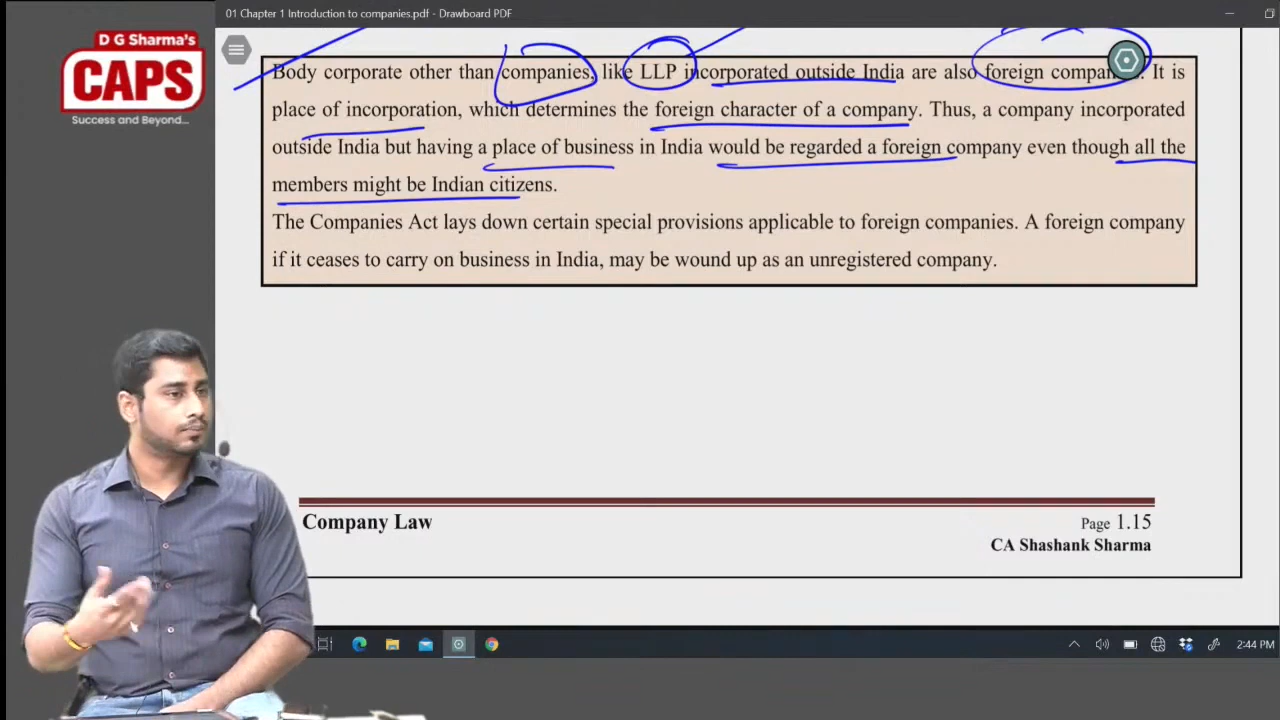 01 Chapter 1 Introduction to companies.pdf - Drawboard PDF
D G Sharma's
CAPS
Success and Beyond...
Body corporate other than companies, like LLP incorporated outside India are also foreign It is
place of incorporation, which determines the foreign character of a company. Thus, a company incorporated
outside India but having a place of business in India would be regarded a foreign company even though all the
members might be Indian citizens.
The Companies Act lays down certain special provisions applicable to foreign companies. A foreign company
if it ceases to carry on business in India, may be wound up as an unregistered company.
Company Law
Page 1.15
CA Shashank Sharma
2:44 PM